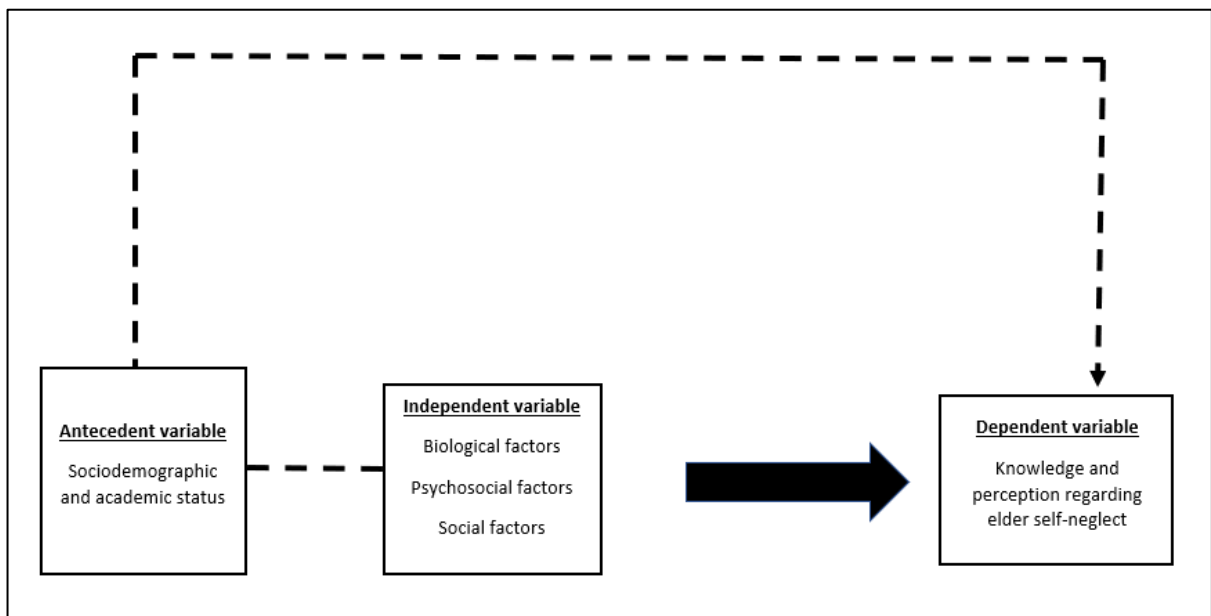 Antecedent variable
Sociodemographic
and academic status
Independent variable
Biological factors
Psychosocial factors
Social factors
Dependent variable
Knowledge and
perception regarding
elder self-neglect